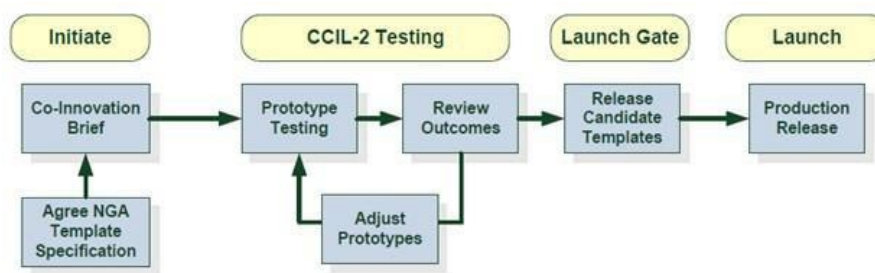 Initiate
CCIL-2 Testing
Launch Gate
Launch
Co-Innovation
Brief
Prototype
Testing
Review
Outcomes
Release
Candidate
Templates
Production
Release
Agree NGA
Template
Specification
Adjust
Prototypes